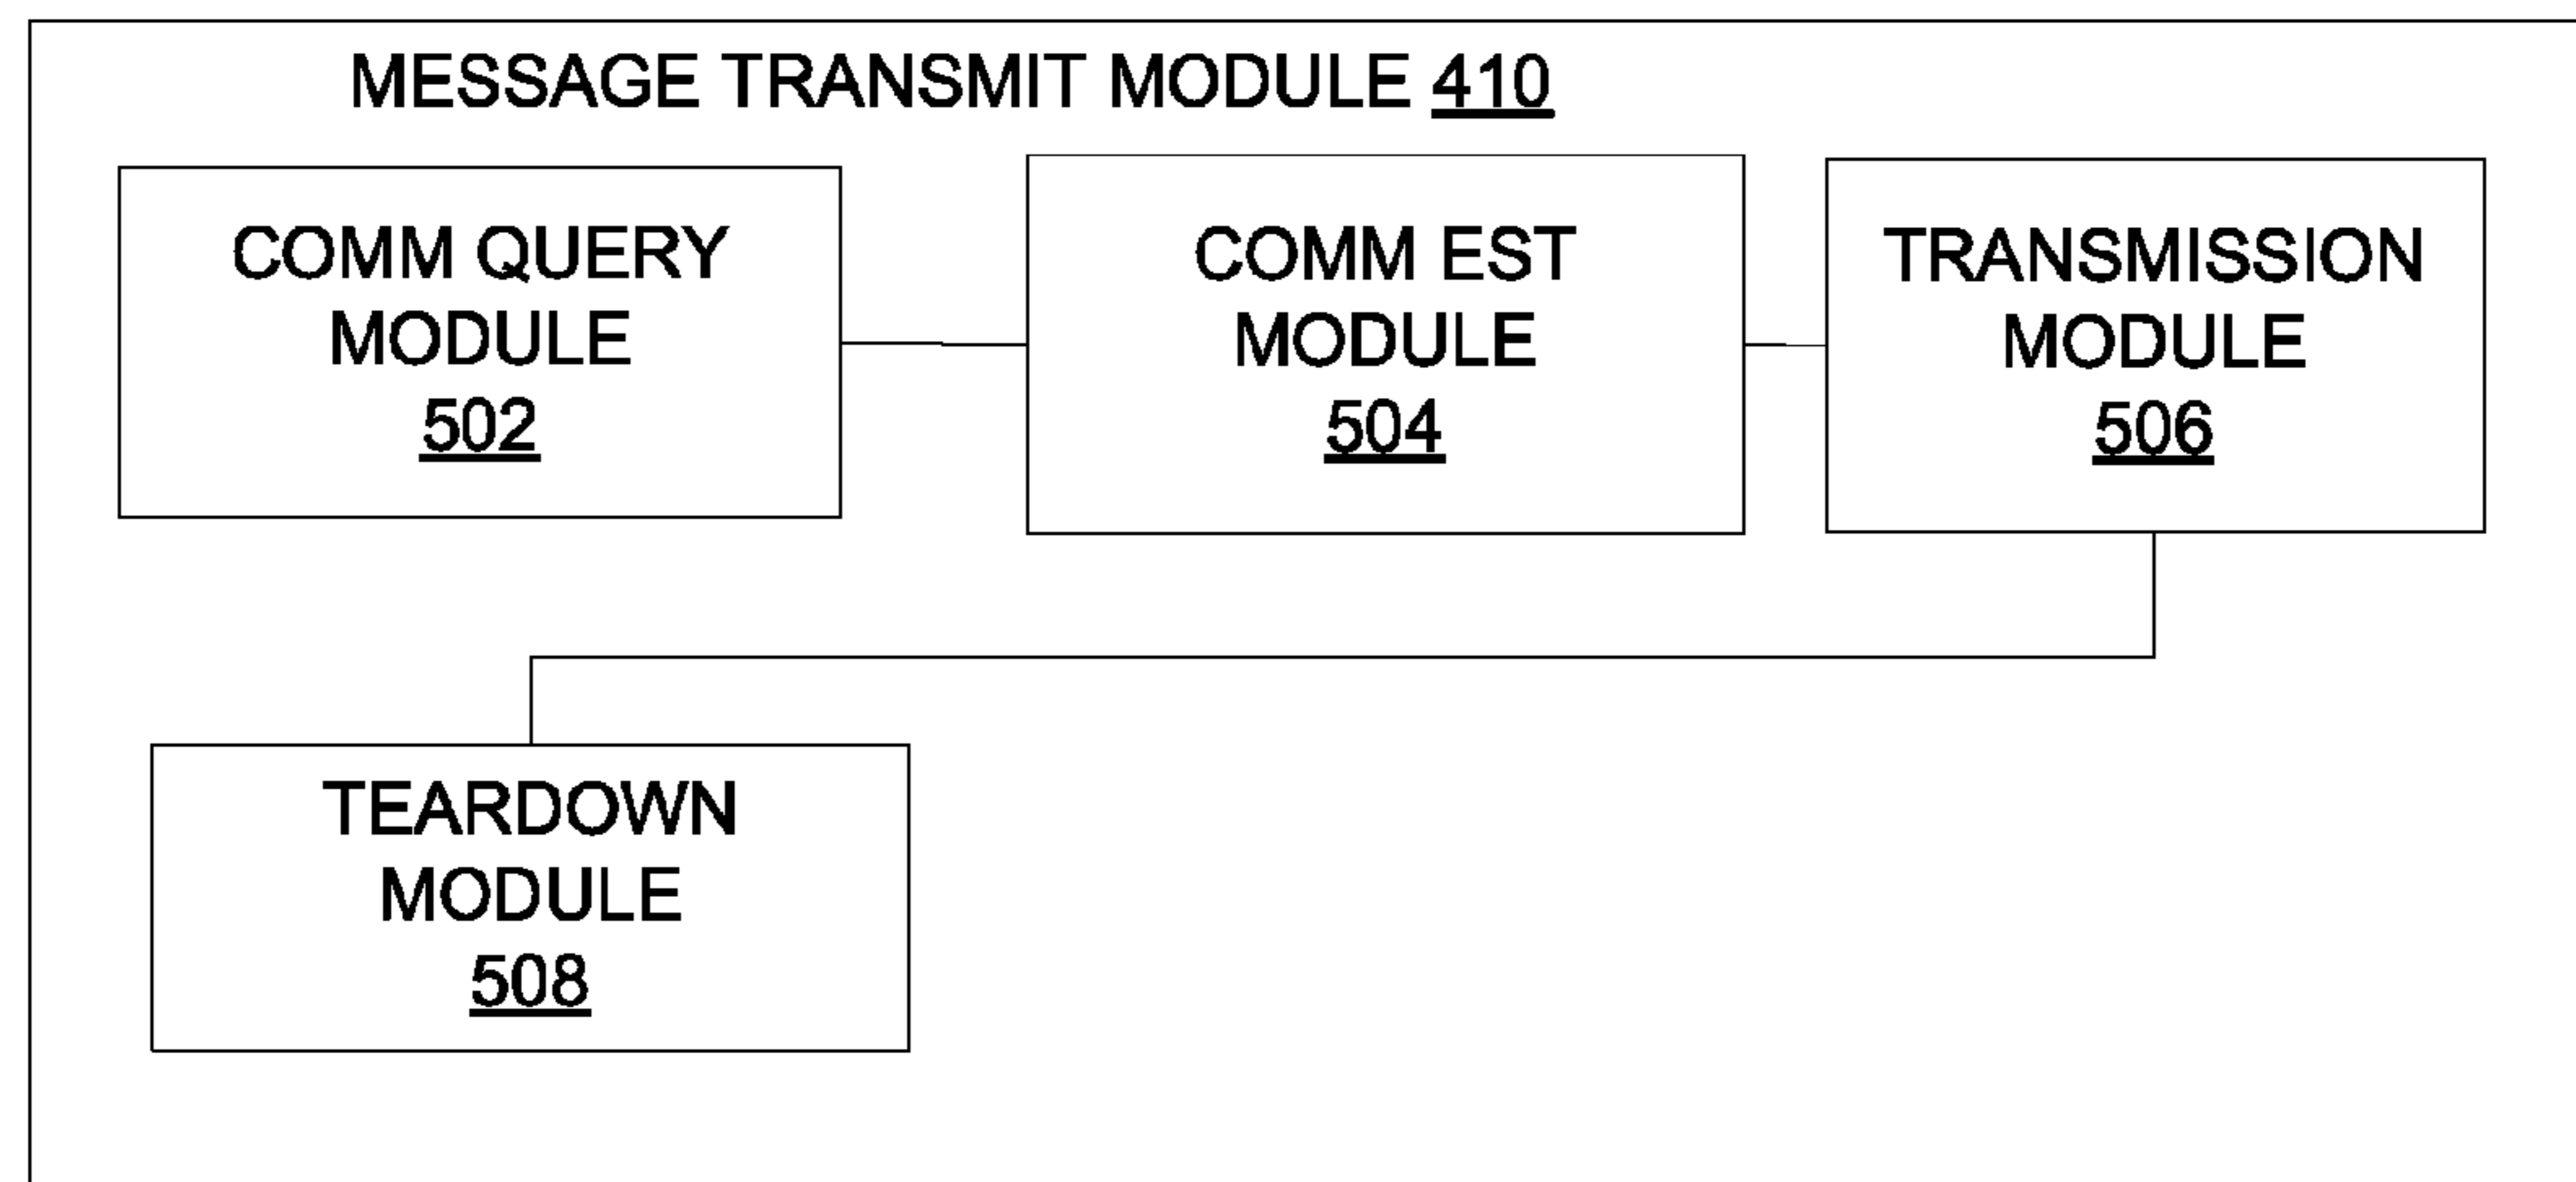 MESSAGE TRANSMIT MODULE 410
COMM QUERY
MODULE
502
COMM EST
MODULE
504
TRANSMISSION
MODULE
506
TEARDOWN
MODULE
508